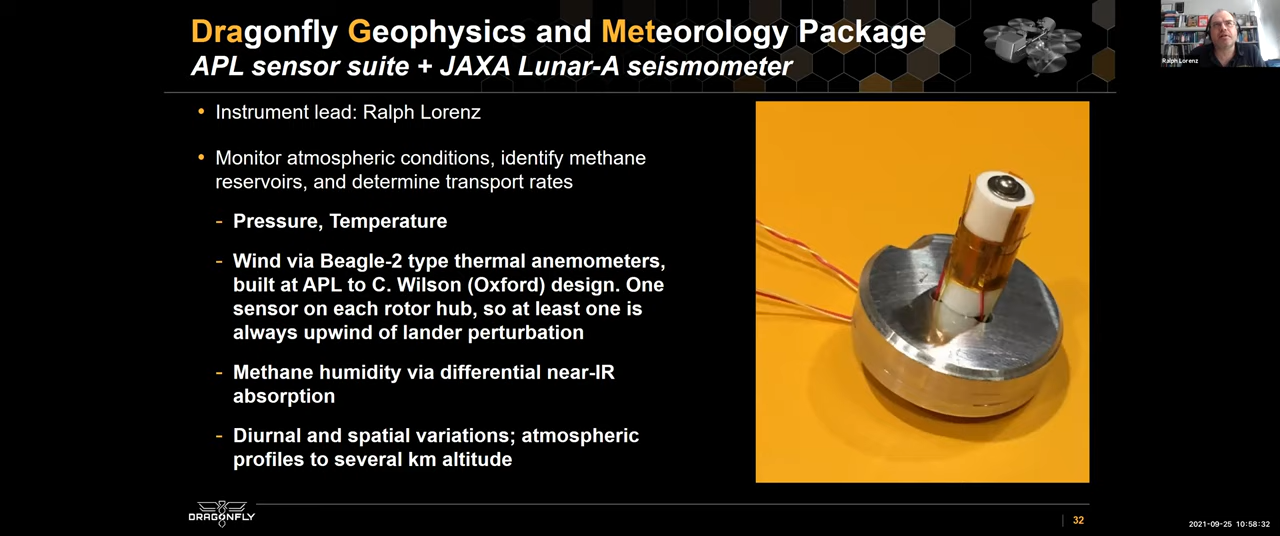 Dragonfly Geophysics and Meteorology Package
APL sensor suite + JAXA Lunar-A seismometer
Ralph Lorenz
• Instrument lead: Ralph Lorenz
• Monitor atmospheric conditions, identify methane
reservoirs, and determine transport rates
- Pressure, Temperature
- Wind via Beagle-2 type thermal anemometers,
built at APL to C. Wilson (Oxford) design. One
sensor on each rotor hub, so at least one is
always upwind of lander perturbation
- Methane humidity via differential near-IR
absorption
- Diurnal and spatial variations; atmospheric
profiles to several km altitude
DRAGONFLY
32
2021-09-25 10:58:32